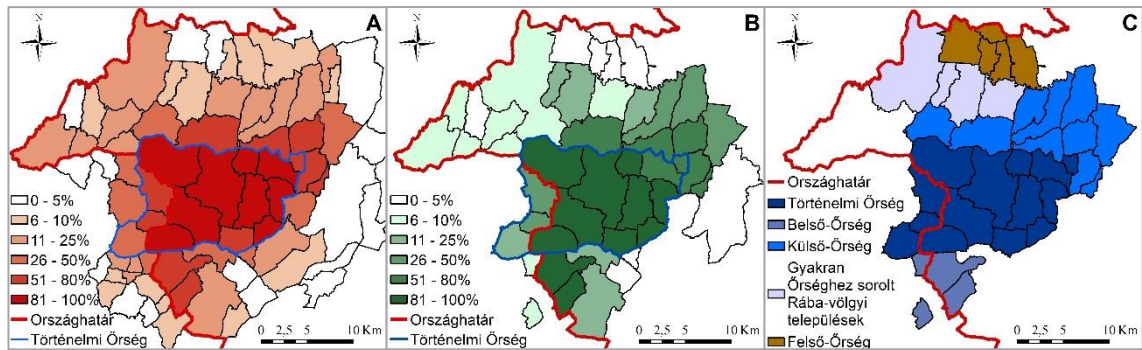 N
A
0 - 5%
6 - 10%
11 - 25%
26 - 50%
51 - 80%
81 - 100%
Országhatár
Történelmi Őrség
0 2,5 5 10 Km
N
B
0 - 5%
6 - 10%
11 - 25%
26 - 50%
51 - 80%
81 - 100%
Országhatár
Történelmi Őrség
0 2,5 5 10 Km
N
C
Országhatár
Történelmi Őrség
Belső-Őrség
Külső-Őrség
Gyakran
Őrséghez sorolt
Rába-völgyi
települések
Felső-Őrség
0 2,5 5 10 Km